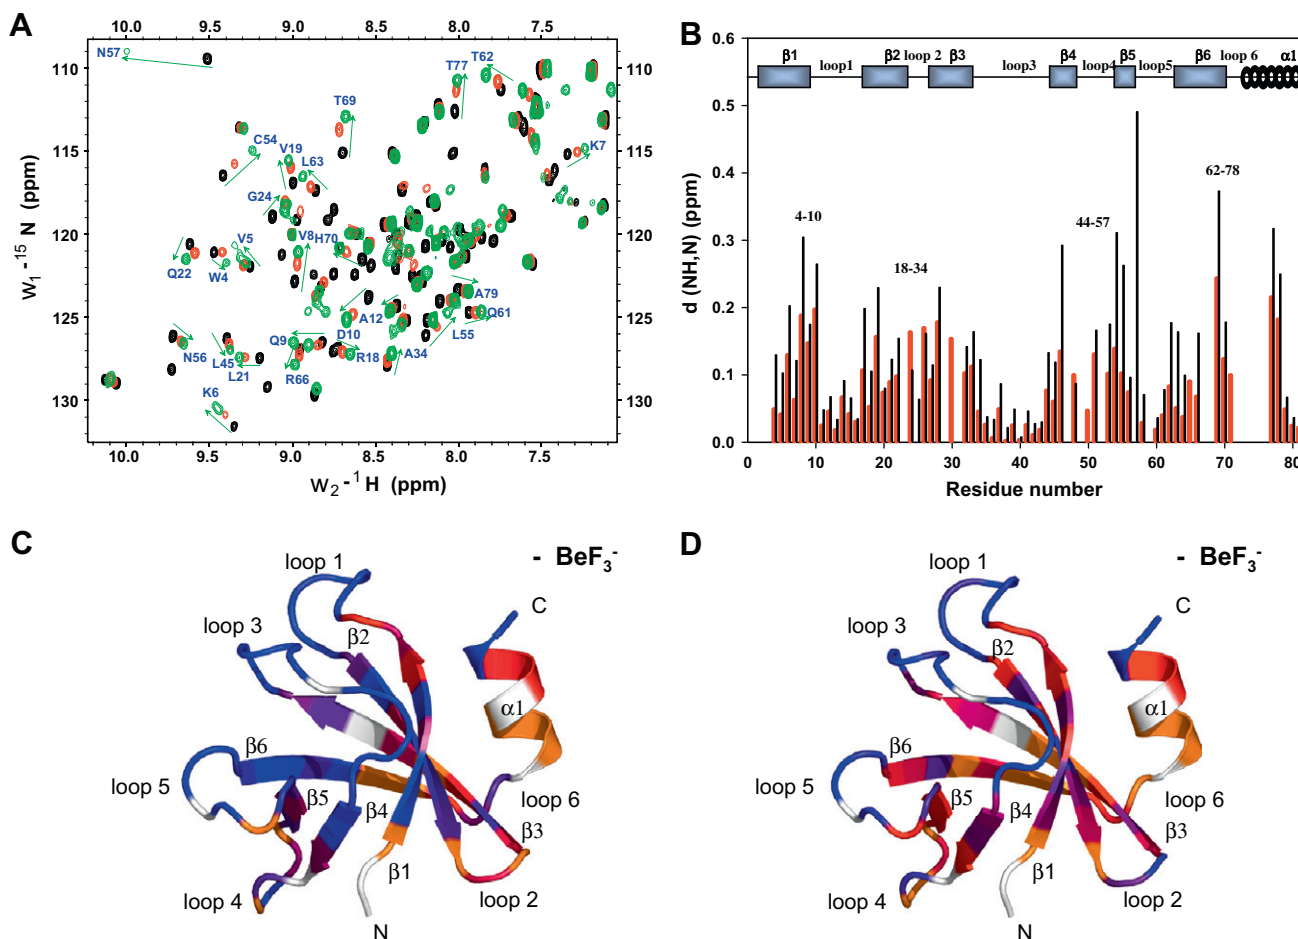 A
10.0 9.5 9.0 8.5 8.0 7.5
110
115
120
125
130
110
115
120
125
130
N57
T77
T62
T69
K7
C54
V19
L63
G24
V5
V8
H70
Q22
W4
A79
A12
Q61
Q9
D10
L55
N56
R18
A34
L45
L21
R66
K6
10.0 9.5 9.0 8.5 8.0 7.5
W1 - 15N (ppm)
W2 - 1H (ppm)
B
0.6
0.5
0.4
0.3
0.2
0.1
0.0
d (NH,N) (ppm)
β1 β2 loop 2 β3 β4 β5 β6 loop 6 α1
loop1 loop3 loop4 loop5
4-10
18-34
44-57
62-78
0 10 20 30 40 50 60 70 80
Residue number
C
- BeF3-
loop 1
C
loop 3
β2
α1
β6
loop 5
β5
β4
loop 6
β3
β1
loop 4
loop 2
N
D
- BeF3-
loop 1
C
loop 3
β2
α1
β6
loop 5
β5
β4
loop 6
β3
β1
loop 4
loop 2
N